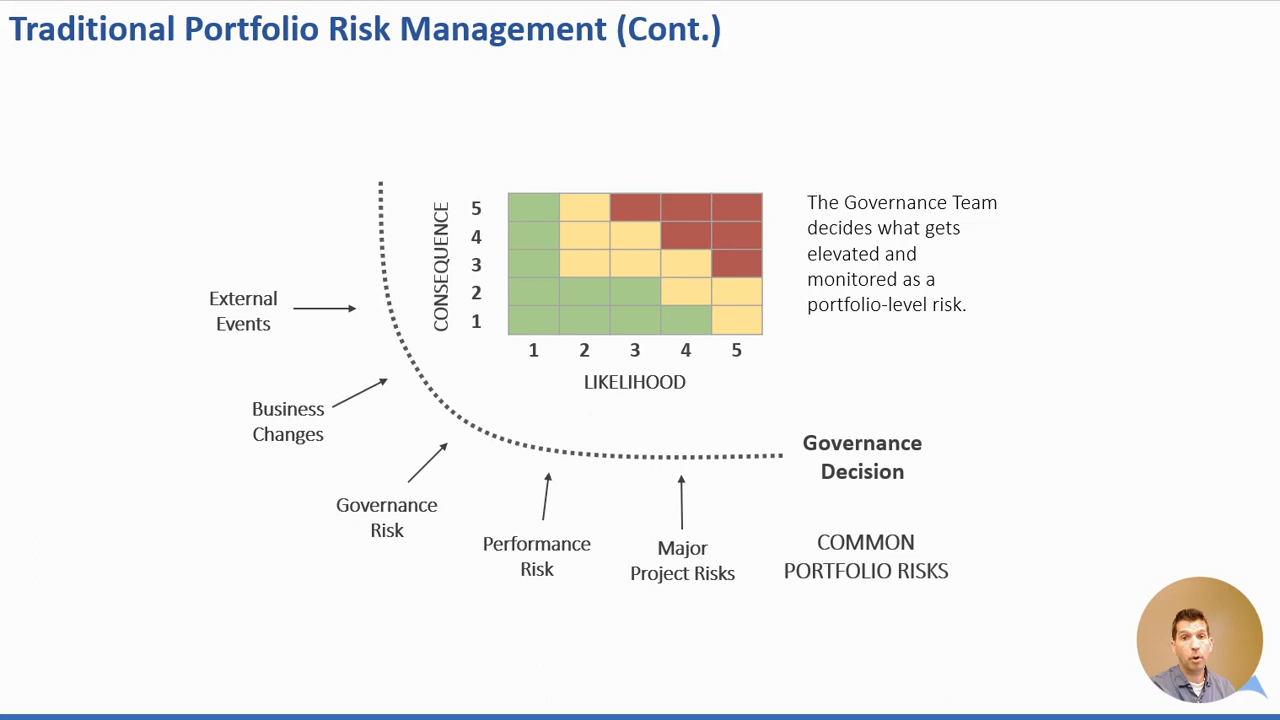 Traditional Portfolio Risk Management (Cont.)
CONSEQUENCE
5
4
3
2
1
1 2 3 4 5
LIKELIHOOD
The Governance Team
decides what gets
elevated and
monitored as a
portfolio-level risk.
External
Events
Business
Changes
Governance
Risk
Performance
Risk
Major
Project Risks
Governance
Decision
COMMON
PORTFOLIO RISKS